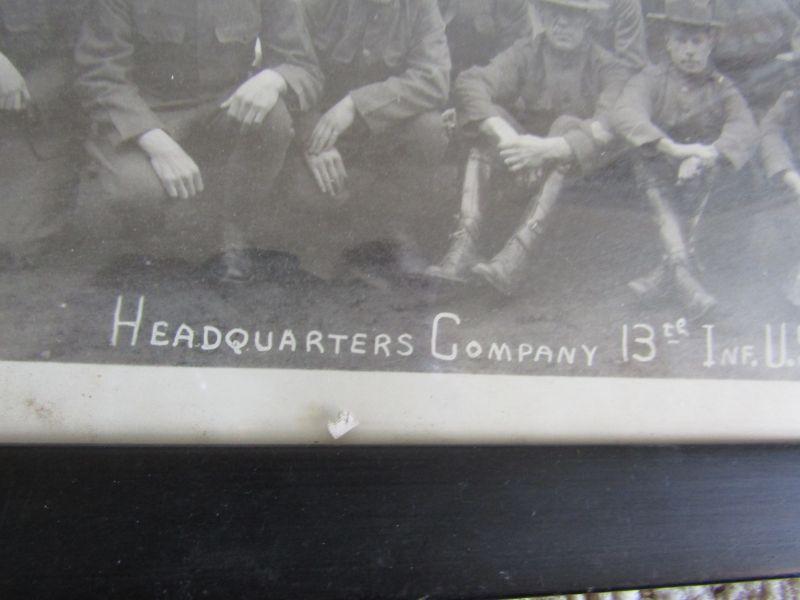 HEADQUARTERS COMPANY 13TH INF. U.